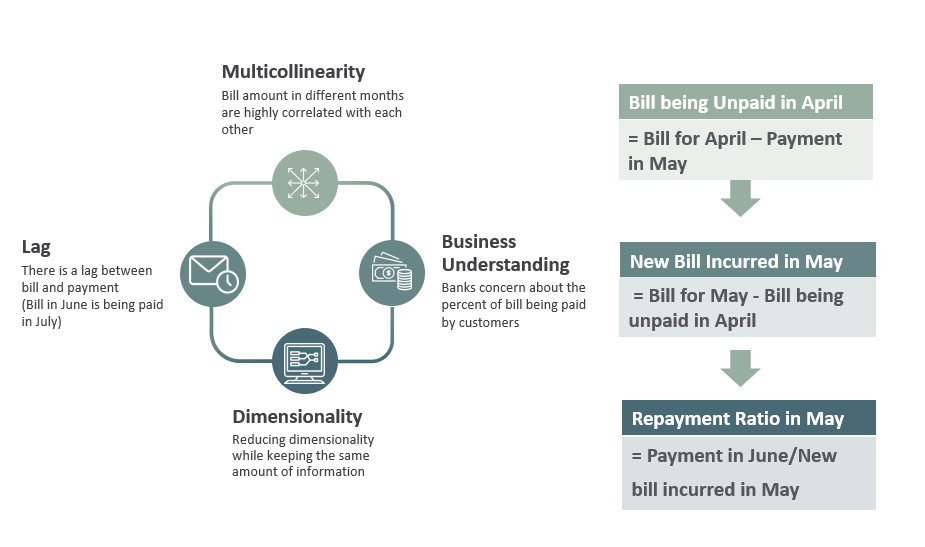 Multicollinearity
Bill amount in different months
are highly correlated with each
other
Lag
There is a lag between
bill and payment
(Bill in June is being paid
in July)
Business
Understanding
Banks concern about the
percent of bill being paid
by customers
Dimensionality
Reducing dimensionality
while keeping the same
amount of information
Bill being Unpaid in April
= Bill for April – Payment
in May
New Bill Incurred in May
= Bill for May - Bill being
unpaid in April
Repayment Ratio in May
= Payment in June/New
bill incurred in May